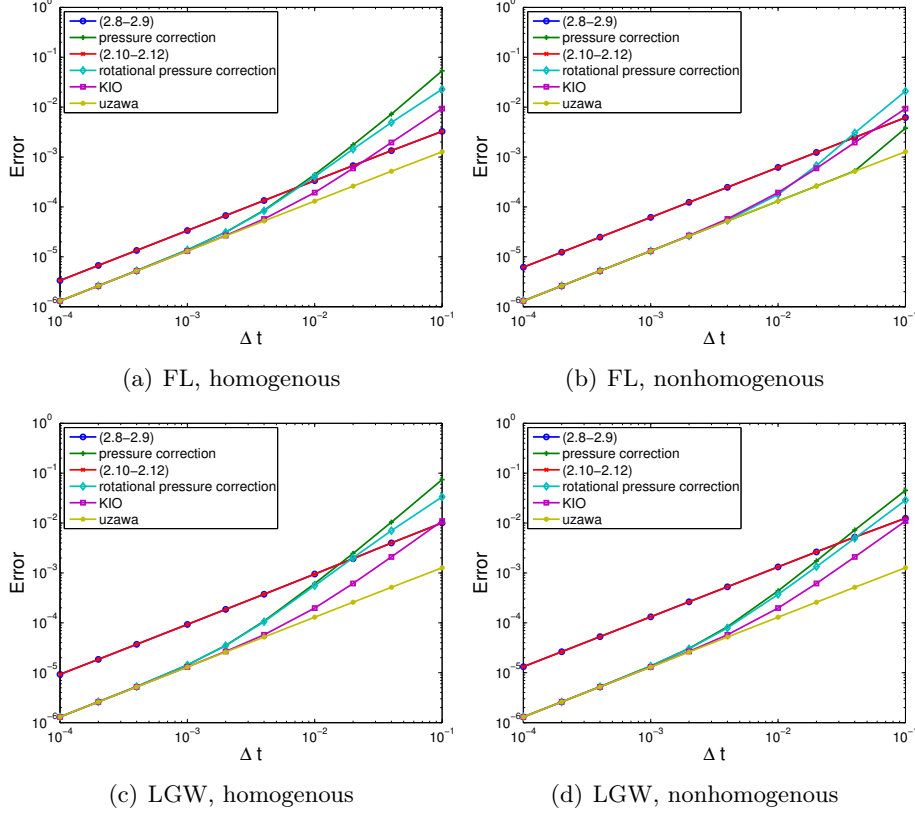 (2.8−2.9)
pressure correction
(2.10−2.12)
rotational pressure correction
KIO
uzawa
10^0
10^-1
10^-2
10^-3
10^-4
10^-5
10^-6
Error
10^-4
10^-3
10^-2
10^-1
Δ t
(a) FL, homogenous
(2.8−2.9)
pressure correction
(2.10−2.12)
rotational pressure correction
KIO
uzawa
10^0
10^-1
10^-2
10^-3
10^-4
10^-5
10^-6
Error
10^-4
10^-3
10^-2
10^-1
Δ t
(b) FL, nonhomogenous
(2.8−2.9)
pressure correction
(2.10−2.12)
rotational pressure correction
KIO
uzawa
10^0
10^-1
10^-2
10^-3
10^-4
10^-5
10^-6
Error
10^-4
10^-3
10^-2
10^-1
Δ t
(c) LGW, homogenous
(2.8−2.9)
pressure correction
(2.10−2.12)
rotational pressure correction
KIO
uzawa
10^0
10^-1
10^-2
10^-3
10^-4
10^-5
10^-6
Error
10^-4
10^-3
10^-2
10^-1
Δ t
(d) LGW, nonhomogenous